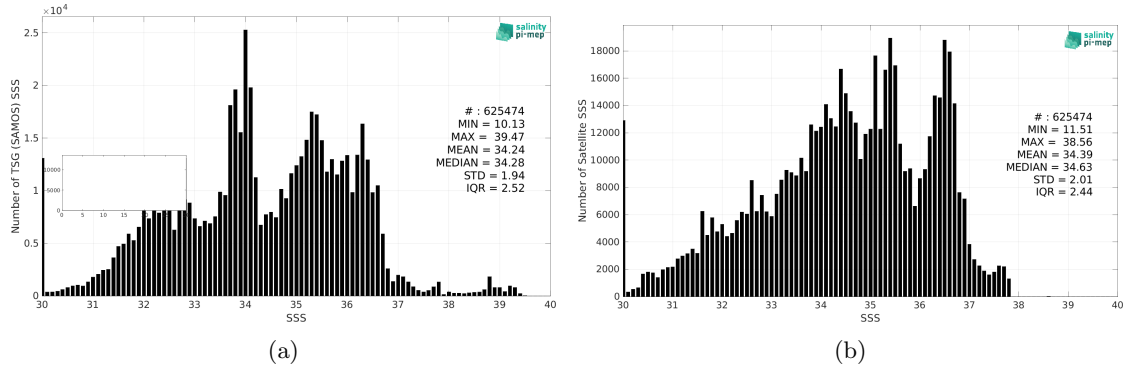 ×10^4
2.5
2
1.5
1
0.5
0
Number of TSG (SAMOS) SSS
salinity
pi-mep
# : 625474
MIN = 10.13
MAX = 39.47
MEAN = 34.24
MEDIAN = 34.28
STD = 1.94
IQR = 2.52
10000
5000
0
0 5 10 15 20 25
30 31 32 33 34 35 36 37 38 39 40
SSS
(a)
18000
16000
14000
12000
10000
8000
6000
4000
2000
0
Number of Satellite SSS
salinity
pi-mep
# : 625474
MIN = 11.51
MAX = 38.56
MEAN = 34.39
MEDIAN = 34.63
STD = 2.01
IQR = 2.44
30 31 32 33 34 35 36 37 38 39 40
SSS
(b)